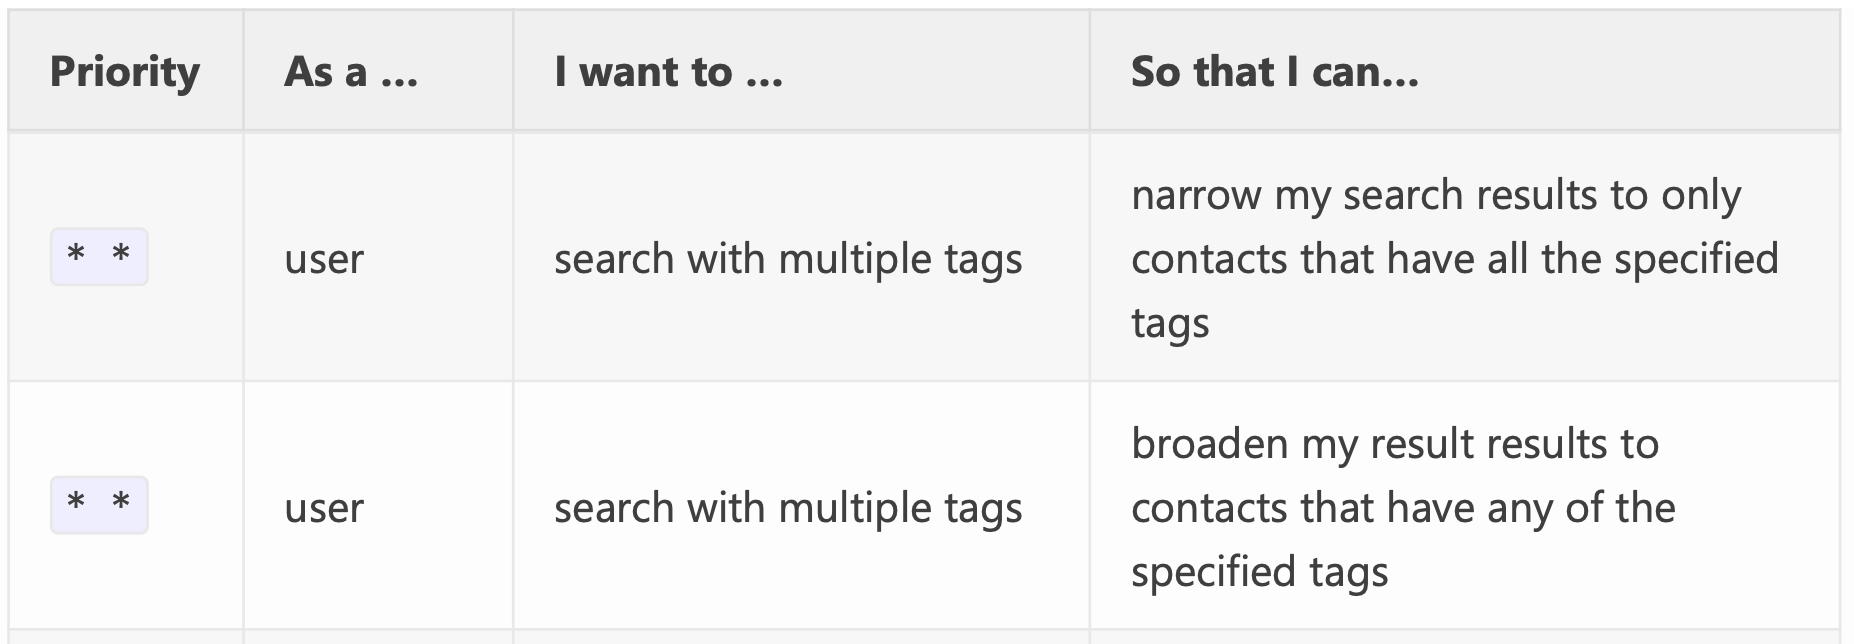 Priority As a ... I want to ... So that I can...
narrow my search results to only
* * user search with multiple tags contacts that have all the specified
tags
broaden my result results to
* * user search with multiple tags contacts that have any of the
specified tags